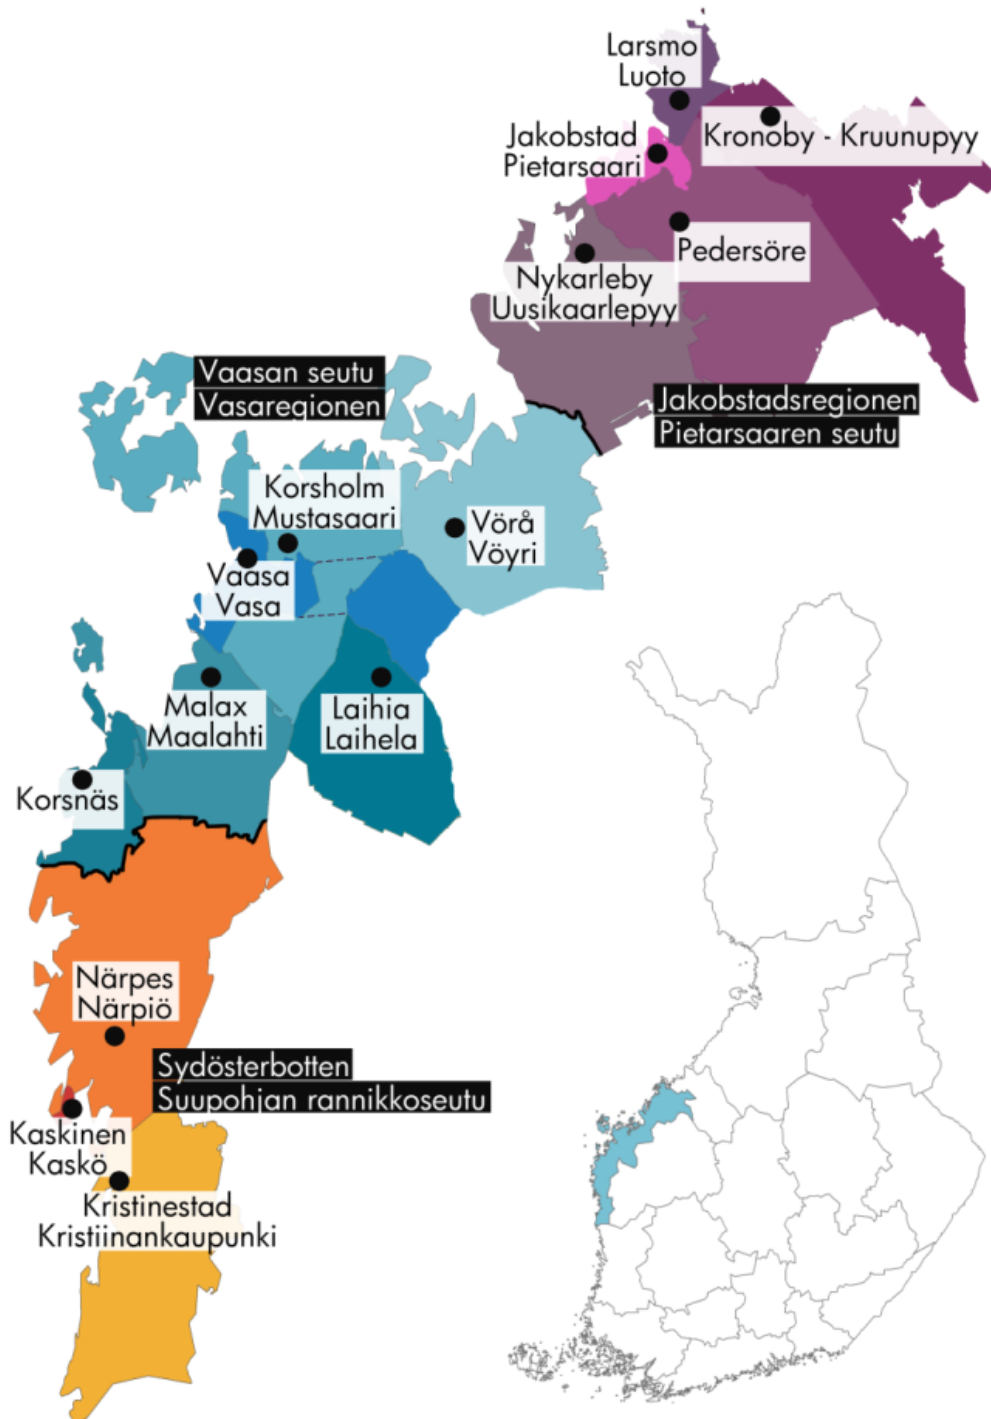 Larsmo
Luoto
Jakobstad
Pietarsaari
Kronoby - Kruunupyy
Pedersöre
Nykarleby
Uusikaarlepyy
Vaasan seutu
Vasaregionen
Jakobstadsregionen
Pietarsaaren seutu
Korsholm
Mustasaari
Vörå
Vöyri
Vaasa
Vasa
Malax
Maalahti
Laihia
Laihela
Korsnäs
Närpes
Närpiö
Sydösterbotten
Suupohjan rannikkoseutu
Kaskinen
Kaskö
Kristinestad
Kristiinankaupunki